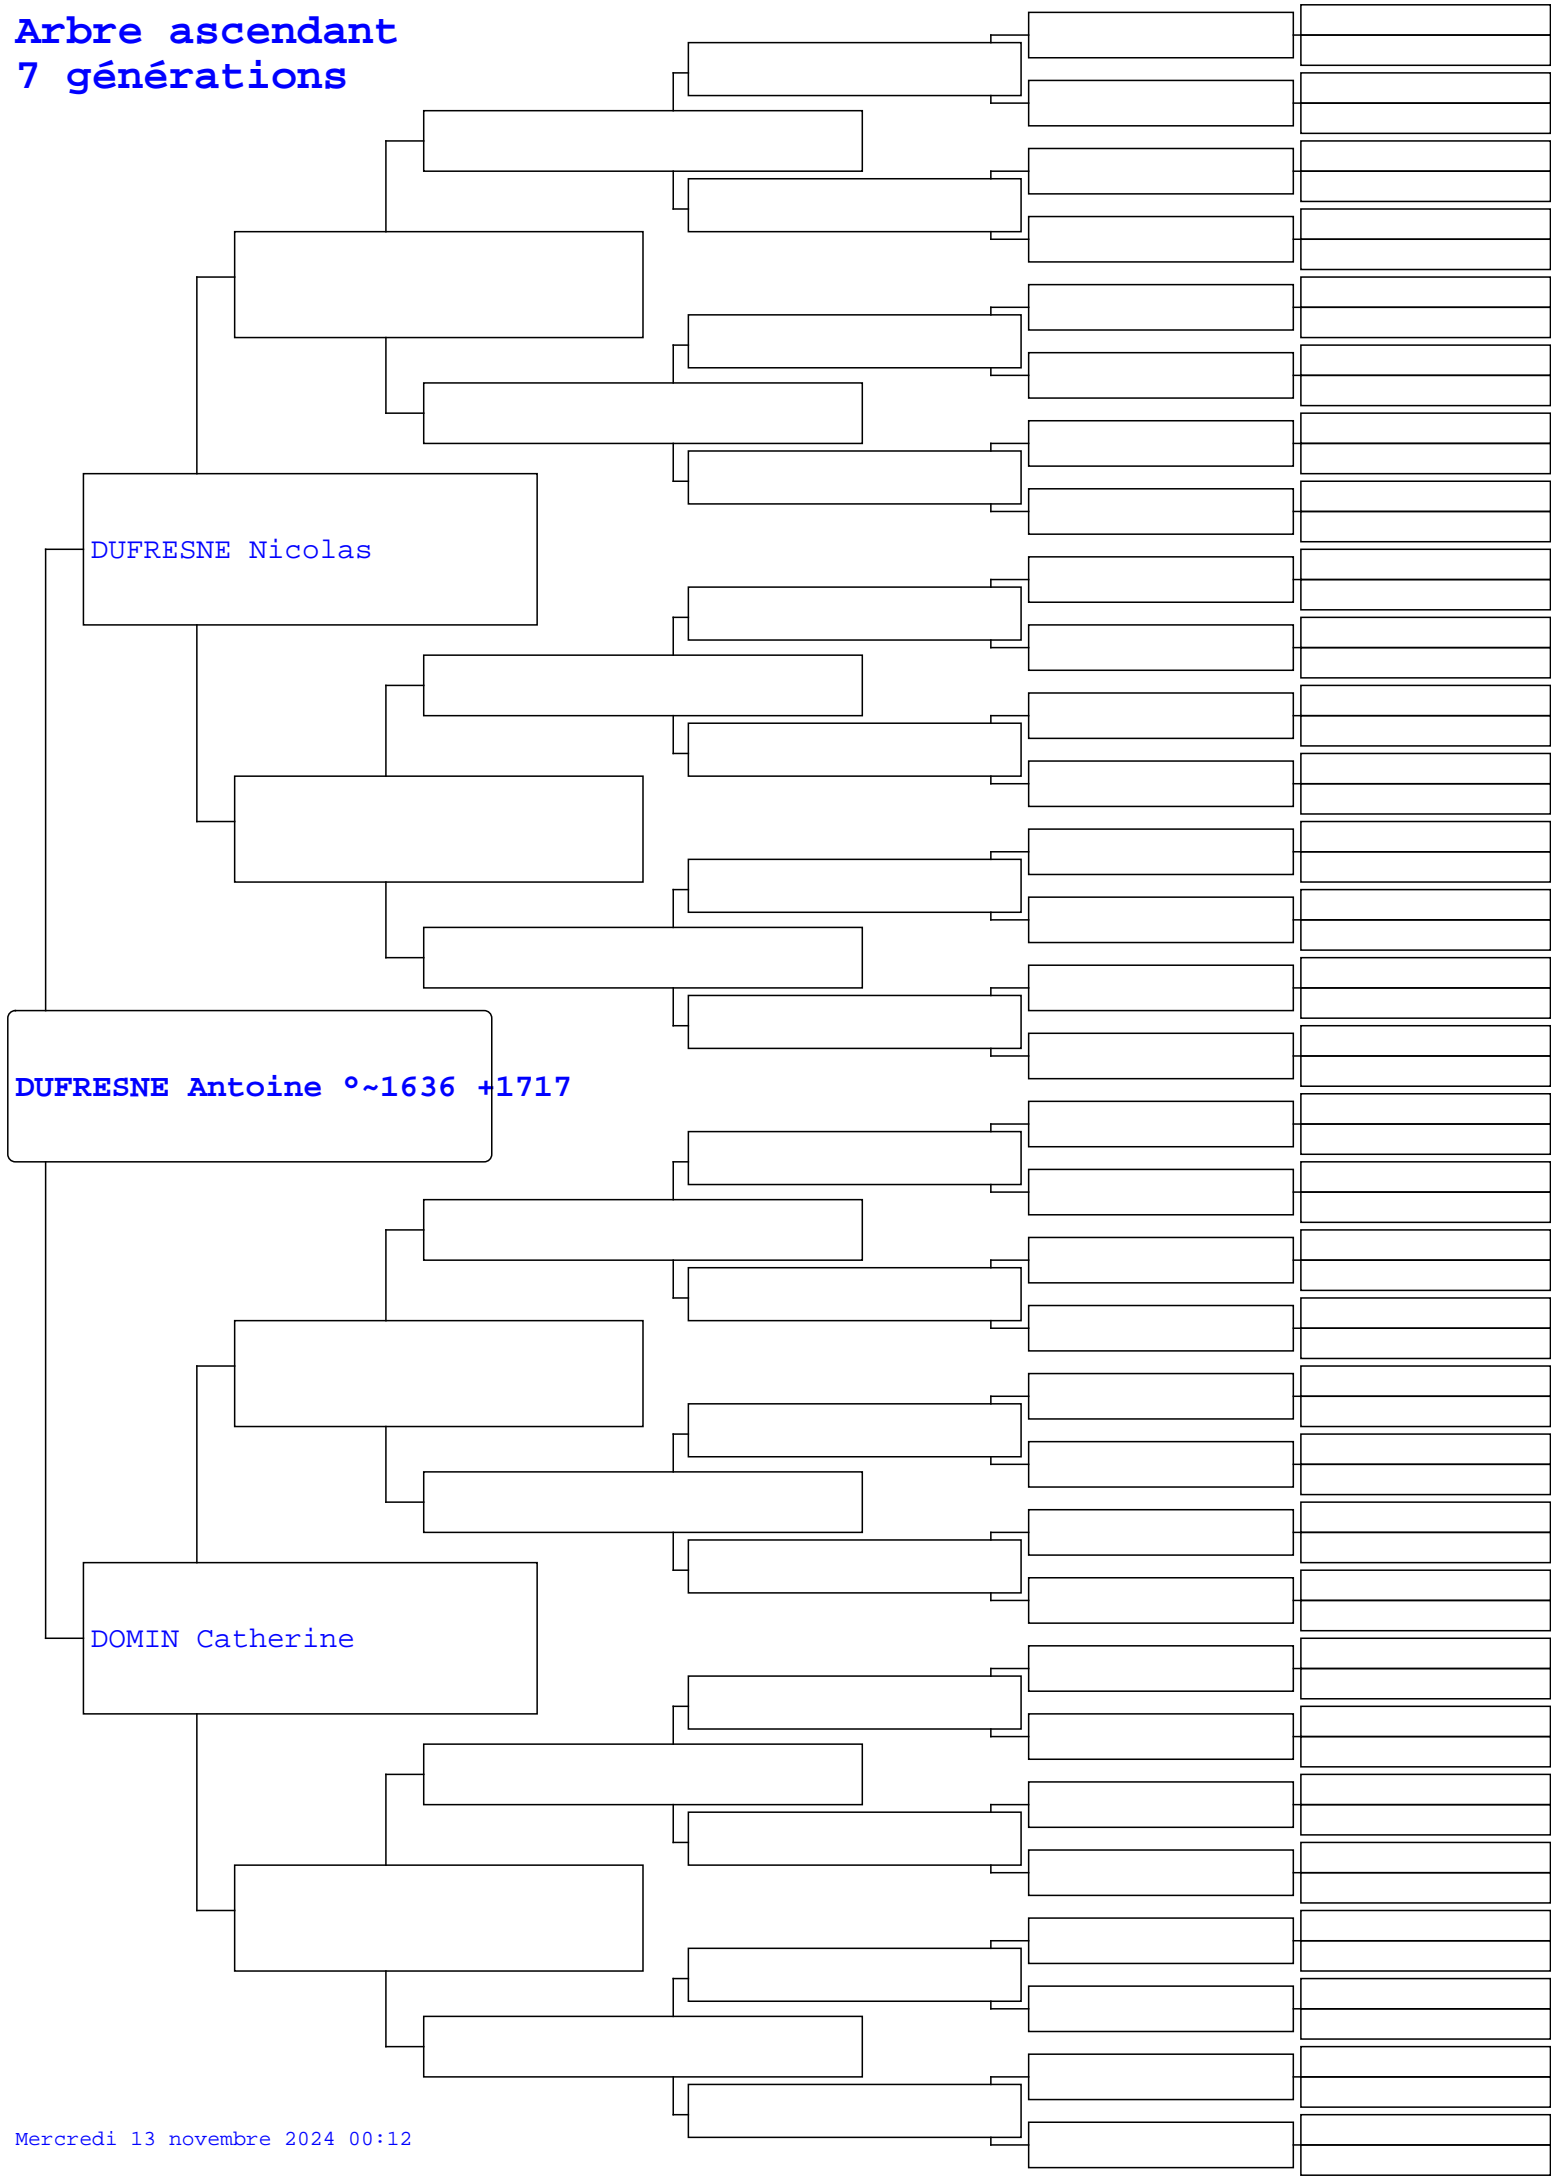 Arbre ascendant
7 générations
DUFRESNE Nicolas
DUFRESNE Antoine °~1636 +1717
DOMIN Catherine
Mercredi 13 novembre 2024 00:12